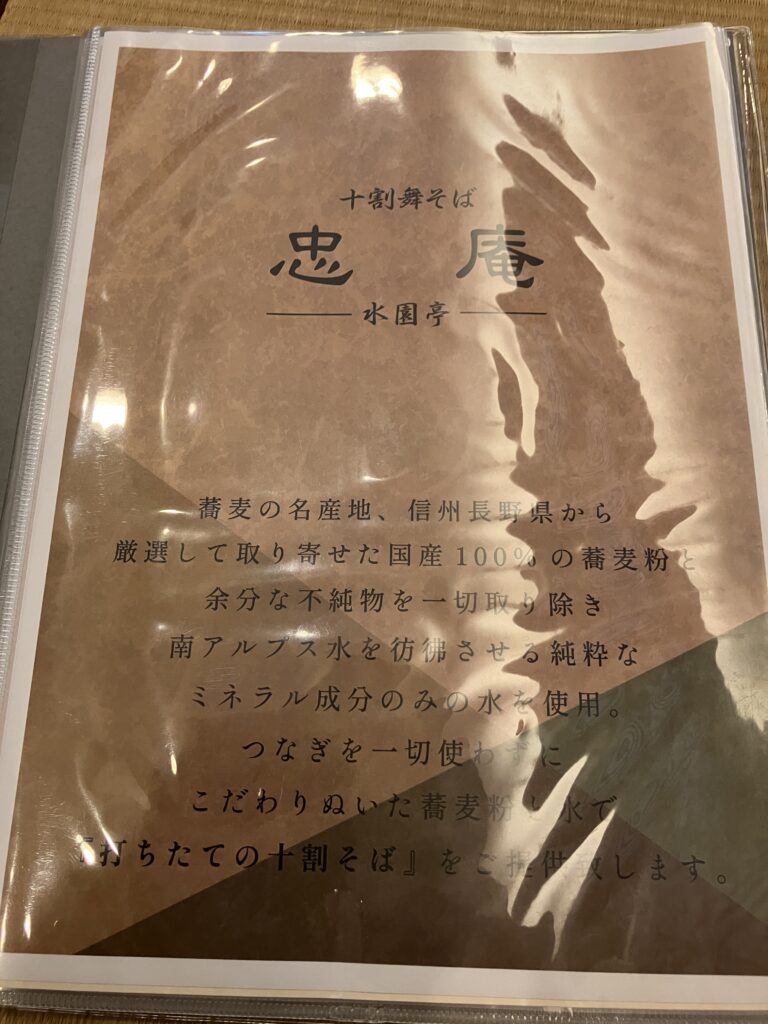 十割舞そば
忠庵
水園亭
蕎麦の名産地、信州長野県から
厳選して取り寄せた国産100%の蕎麦粉と
余分な不純物を一切取り除き
南アルプス水を彷彿させる純粋な
ミネラル成分のみの水を使用。
つなぎを一切使わずに
こだわりぬいた蕎麦粉と水で
『打ちたての十割そば』をご提供致します。